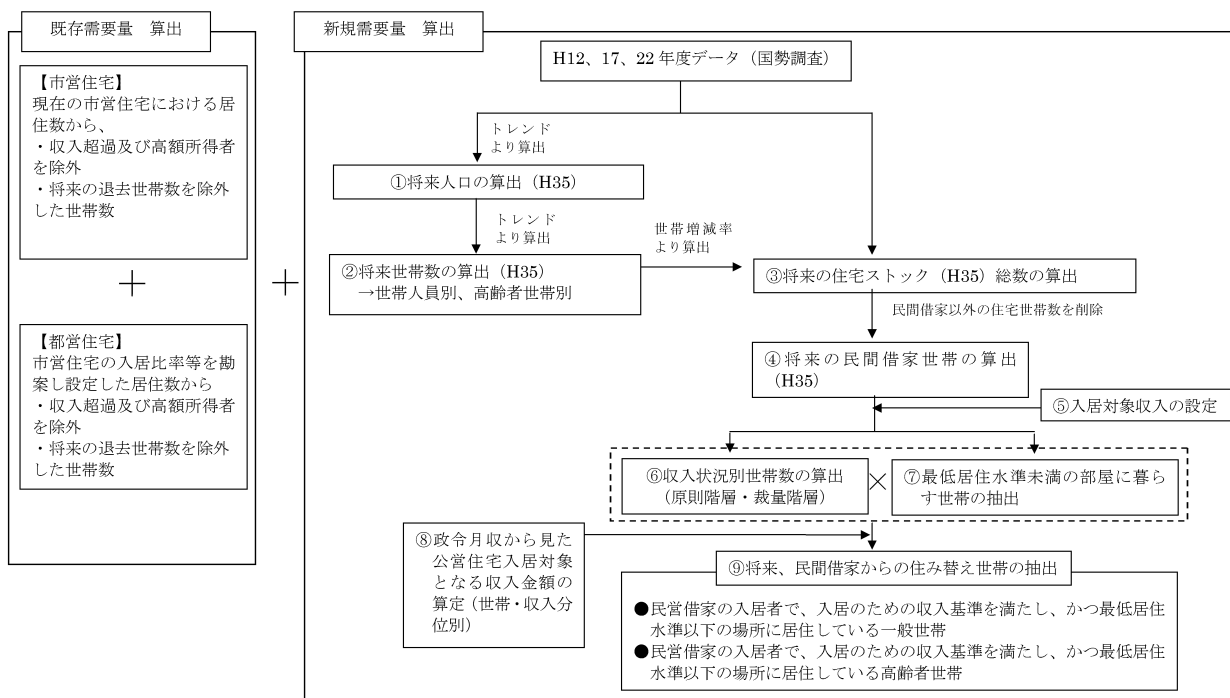 既存需要量　算出
【市営住宅】
現在の市営住宅における居
住数から、
・収入超過及び高額所得者
を除外
・将来の退去世帯数を除外
した世帯数
＋
【都営住宅】
市営住宅の入居比率等を勘
案し設定した居住数から
・収入超過及び高額所得者
を除外
・将来の退去世帯数を除外
した世帯数
＋
新規需要量　算出
H12、17、22 年度データ（国勢調査）
トレンド
より算出
①将来人口の算出（H35）
トレンド
より算出
世帯増減率
より算出
②将来世帯数の算出（H35）
→世帯人員別、高齢者世帯別
③将来の住宅ストック（H35）総数の算出
民間借家以外の住宅世帯数を削除
④将来の民間借家世帯の算出
（H35）
⑤入居対象収入の設定
⑥収入状況別世帯数の算出
（原則階層・裁量階層）
×
⑦最低居住水準未満の部屋に暮ら
す世帯の抽出
⑧政令月収から見た
公営住宅入居対象
となる収入金額の
算定（世帯・収入分
位別）
⑨将来、民間借家からの住み替え世帯の抽出
●民営借家の入居者で、入居のための収入基準を満たし、かつ最低居住
水準以下の場所に居住している一般世帯
●民営借家の入居者で、入居のための収入基準を満たし、かつ最低居住
水準以下の場所に居住している高齢者世帯